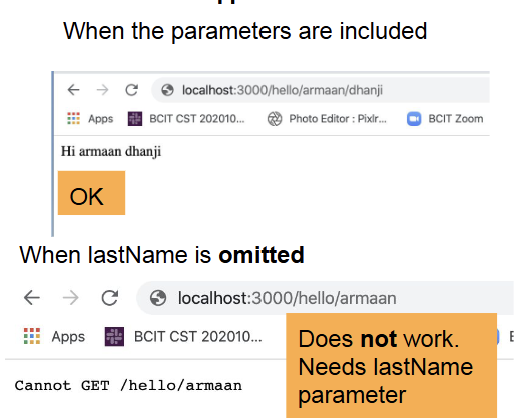 When the parameters are included
localhost:3000/hello/armaan/dhanji
Apps BCIT CST 202010... Photo Editor : Pixlr... BCIT Zoom
Hi armaan dhanji
OK
When lastName is omitted
localhost:3000/hello/armaan
Apps BCIT CST 202010...
Does not work.
Needs lastName
parameter
Cannot GET /hello/armaan